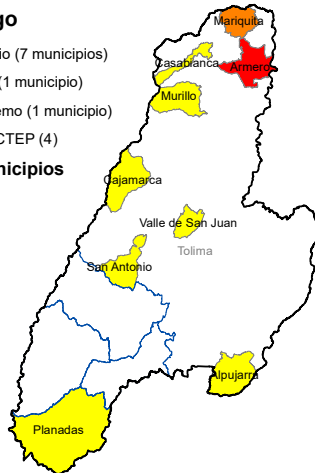 go
io (7 municipios)
(1 municipio)
emo (1 municipio)
CTEP (4)
nicipios
Mariquita
Casabianca
Armero
Murillo
Cajamarca
Valle de San Juan
Tolima
San Antonio
Alpujarra
Planadas